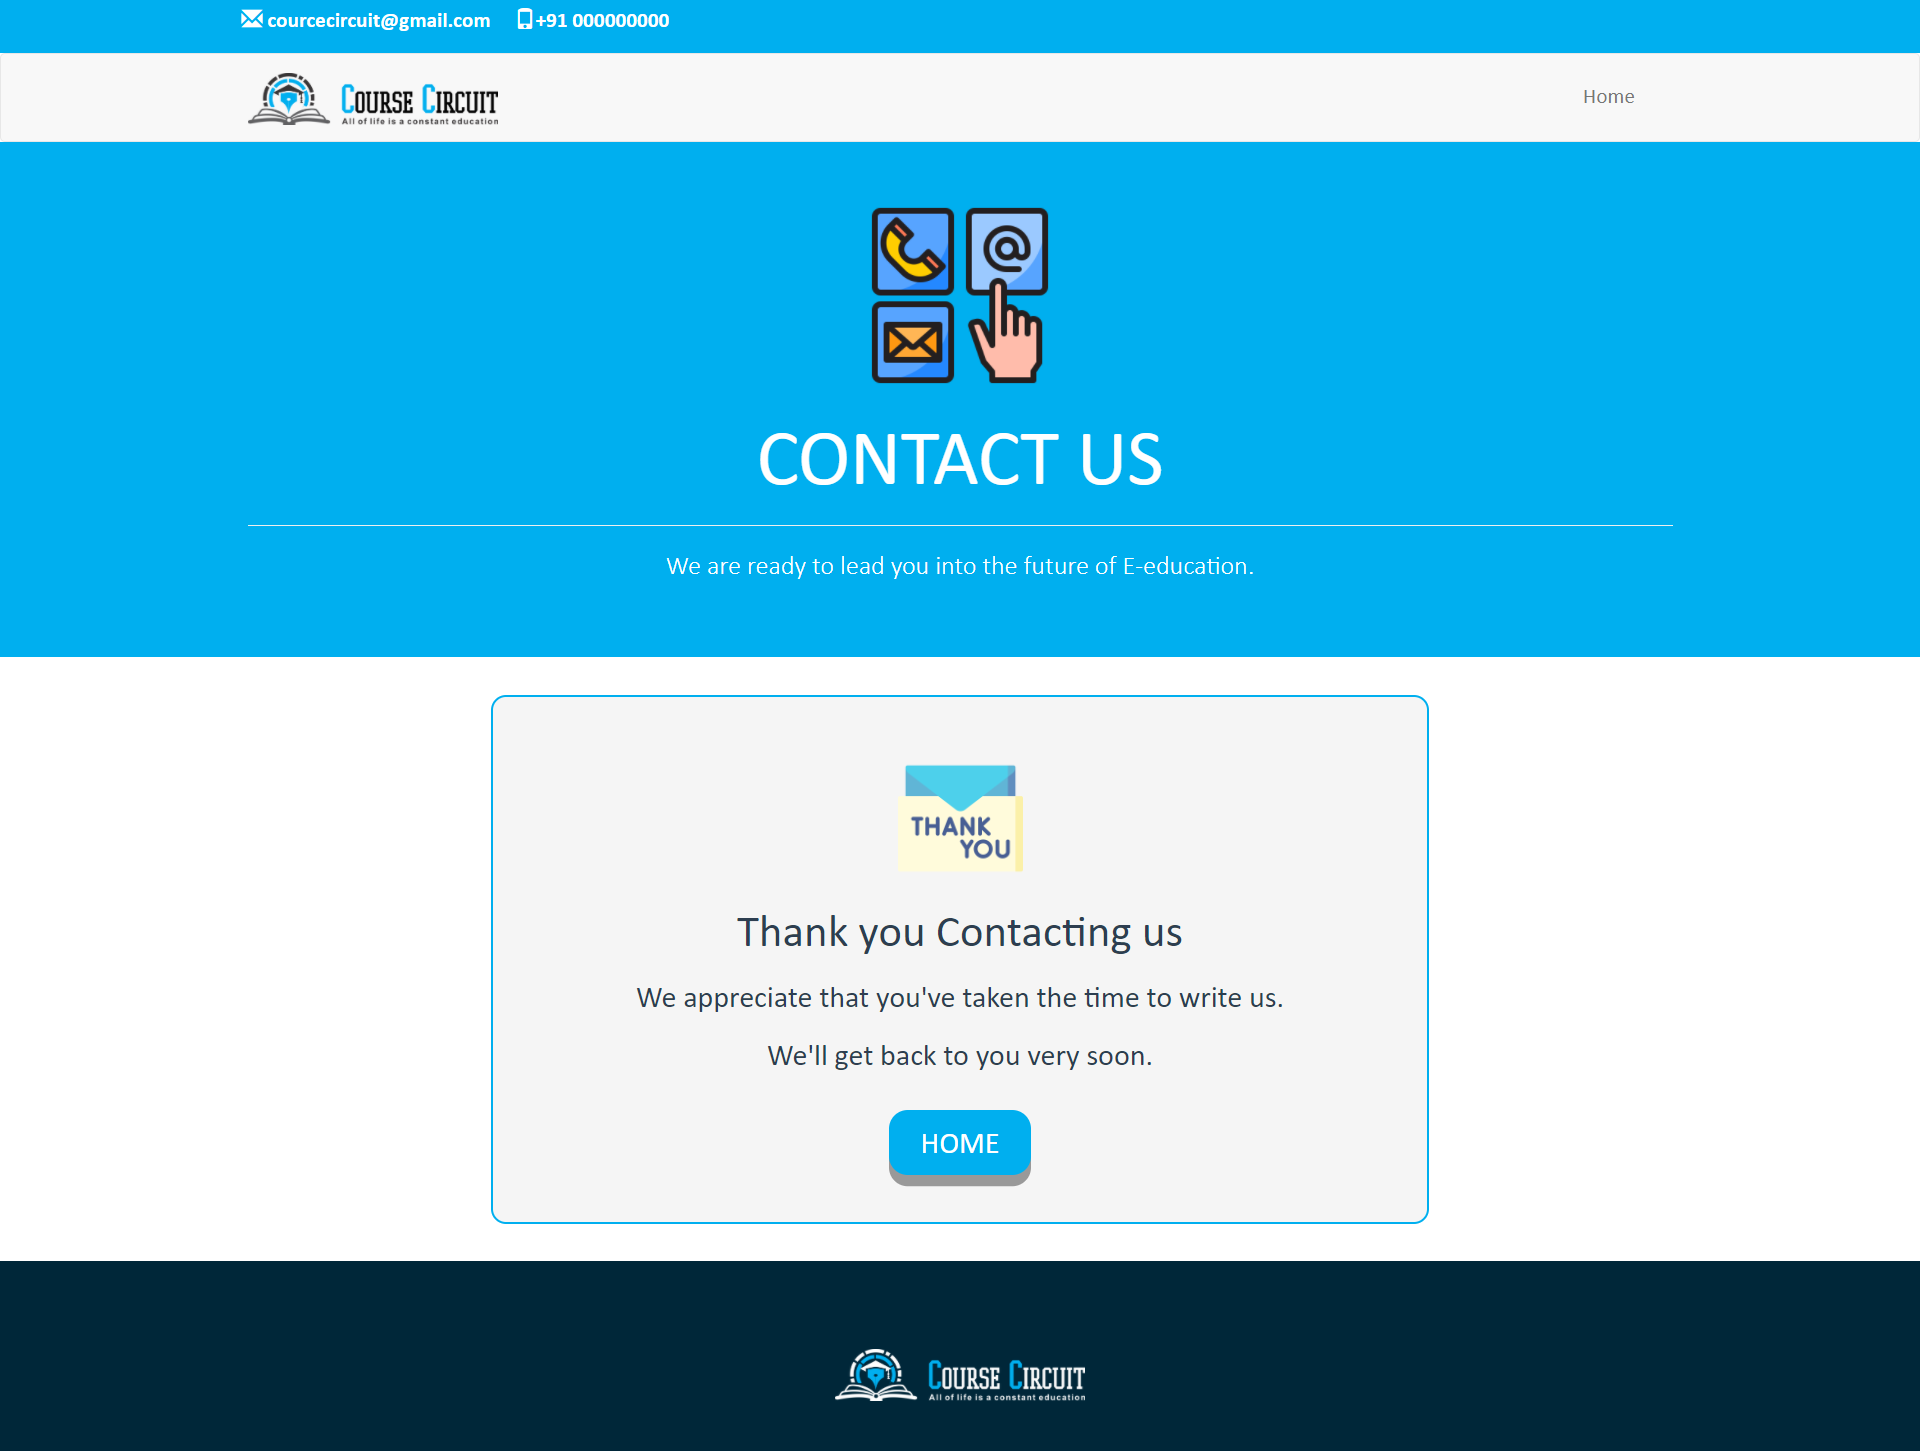 courcecircuit@gmail.com +91 000000000
COURSE CIRCUIT
All of life is a constant education
Home
@
CONTACT US
We are ready to lead you into the future of E-education.
THANK
YOU
Thank you Contacting us
We appreciate that you've taken the time to write us.
We'll get back to you very soon.
HOME
COURSE CIRCUIT
All of life is a constant education